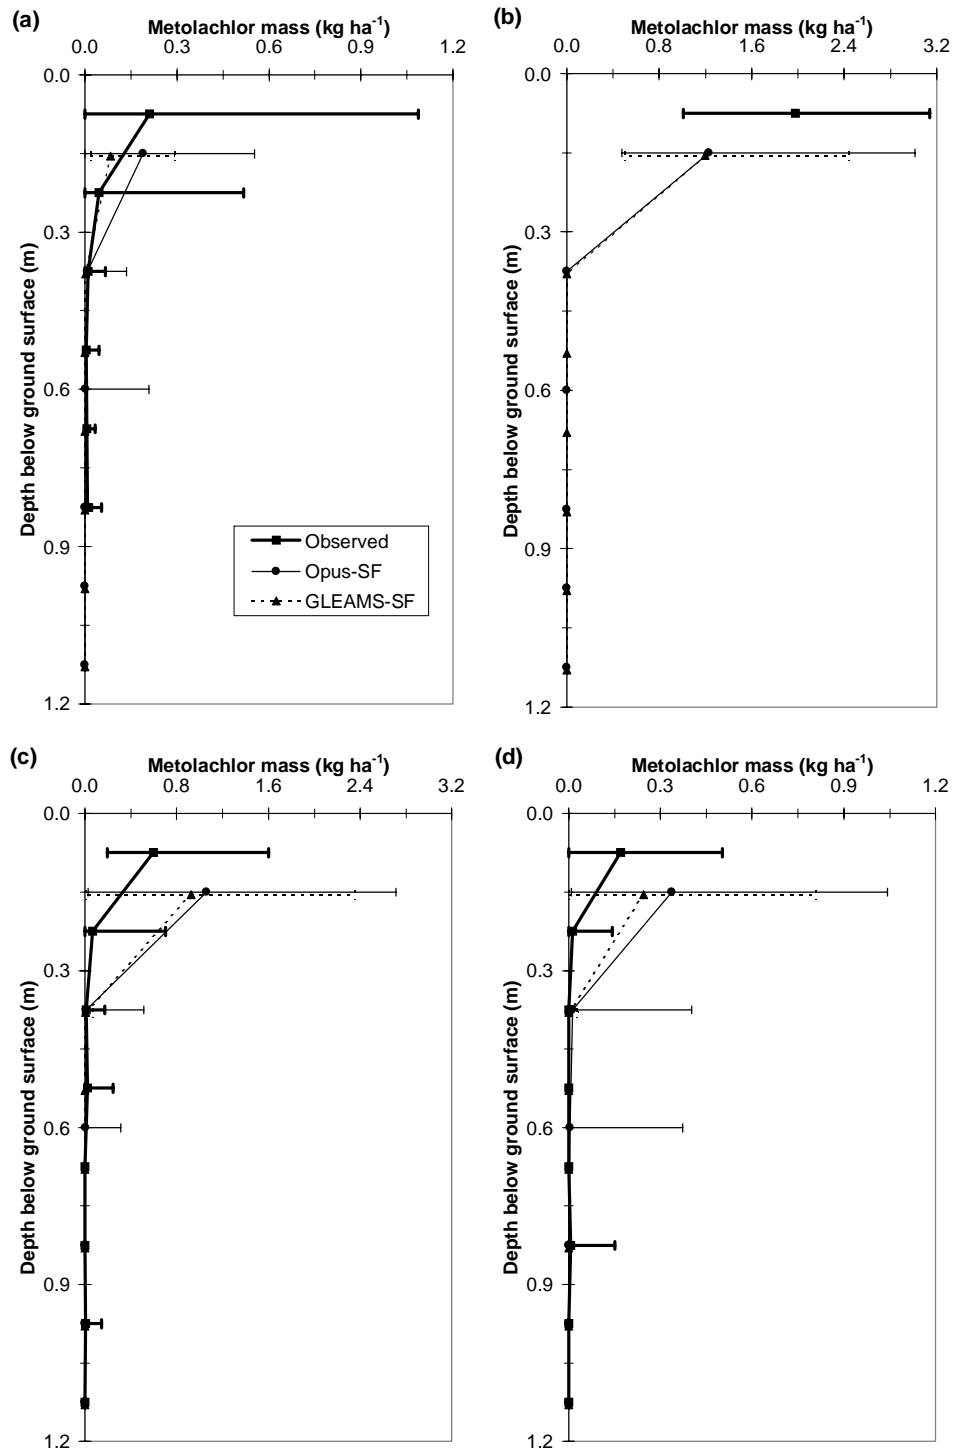 (a)
Metolachlor mass (kg ha⁻¹)
0.0 0.3 0.6 0.9 1.2
0.0
0.3
0.6
0.9
1.2
Depth below ground surface (m)
Observed
Opus-SF
GLEAMS-SF
(b)
Metolachlor mass (kg ha⁻¹)
0.0 0.8 1.6 2.4 3.2
0.0
0.3
0.6
0.9
1.2
Depth below ground surface (m)
(c)
Metolachlor mass (kg ha⁻¹)
0.0 0.8 1.6 2.4 3.2
0.0
0.3
0.6
0.9
1.2
Depth below ground surface (m)
(d)
Metolachlor mass (kg ha⁻¹)
0.0 0.3 0.6 0.9 1.2
0.0
0.3
0.6
0.9
1.2
Depth below ground surface (m)